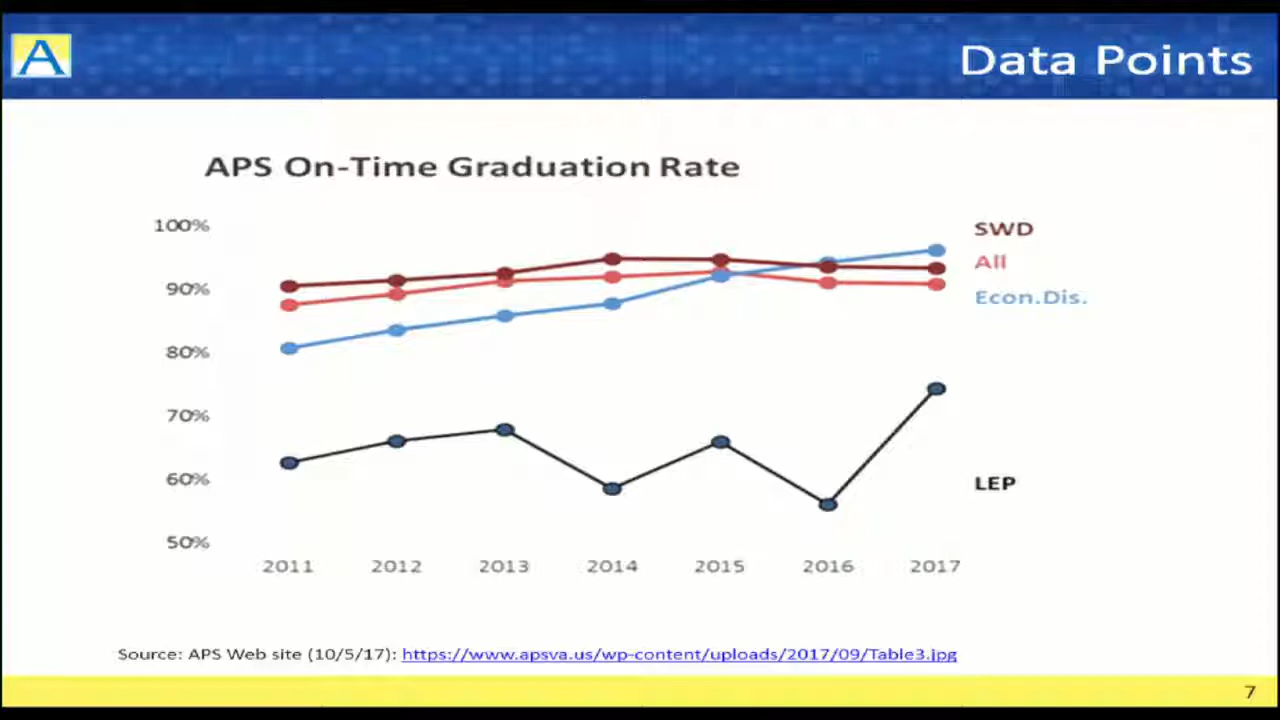 A
Data Points
APS On-Time Graduation Rate
100%
90%
80%
70%
60%
50%
SWD
All
Econ.Dis.
LEP
2011 2012 2013 2014 2015 2016 2017
Source: APS Web site (10/5/17): https://www.apsva.us/wp-content/uploads/2017/09/Table3.jpg
7